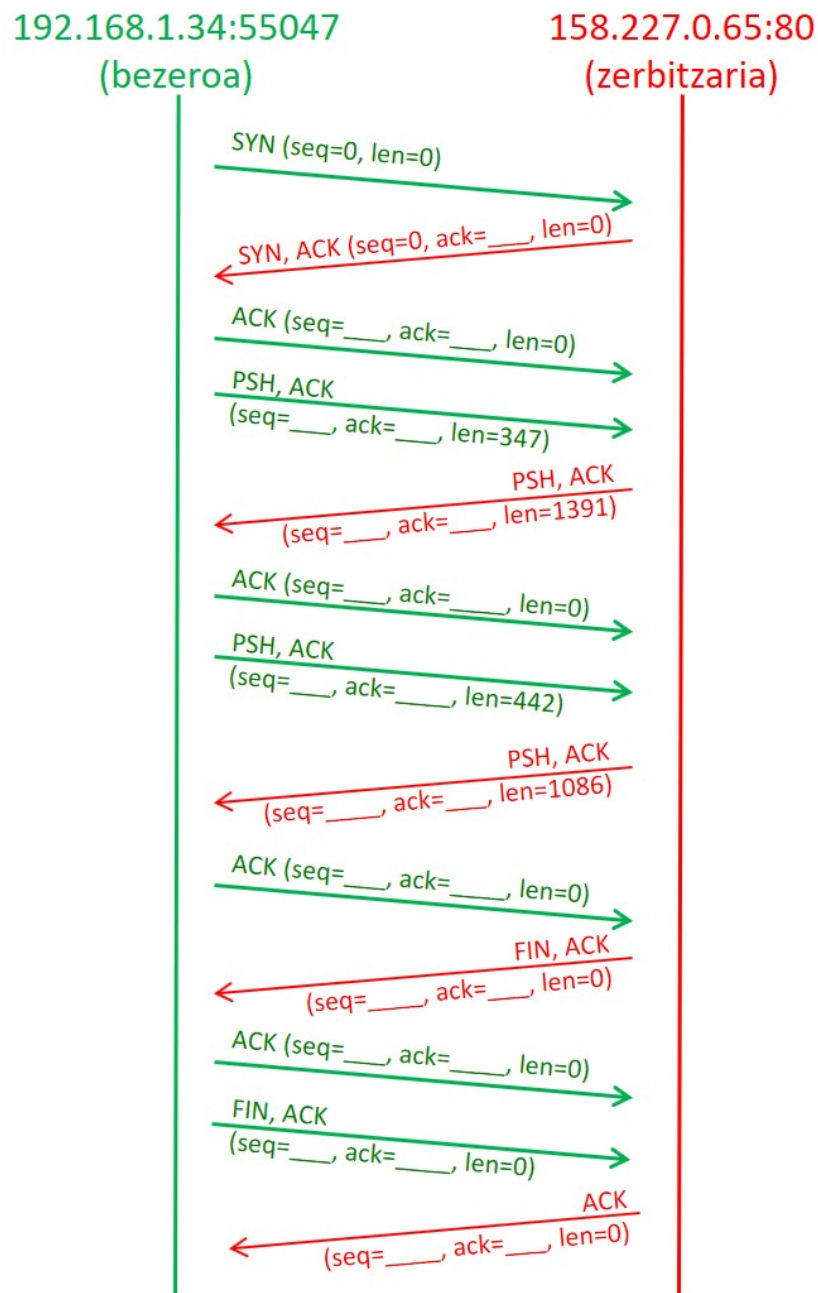 192.168.1.34:55047
(bezeroa)
158.227.0.65:80
(zerbitzaria)
SYN (seq=0, len=0)
SYN, ACK (seq=0, ack=___, len=0)
ACK (seq=___, ack=___, len=0)
PSH, ACK
(seq=___, ack=___, len=347)
PSH, ACK
(seq=___, ack=___, len=1391)
ACK (seq=___, ack=____, len=0)
PSH, ACK
(seq=___, ack=____, len=442)
PSH, ACK
(seq=____, ack=___, len=1086)
ACK (seq=___, ack=____, len=0)
FIN, ACK
(seq=____, ack=___, len=0)
ACK (seq=___, ack=____, len=0)
FIN, ACK
(seq=___, ack=____, len=0)
ACK
(seq=____, ack=___, len=0)